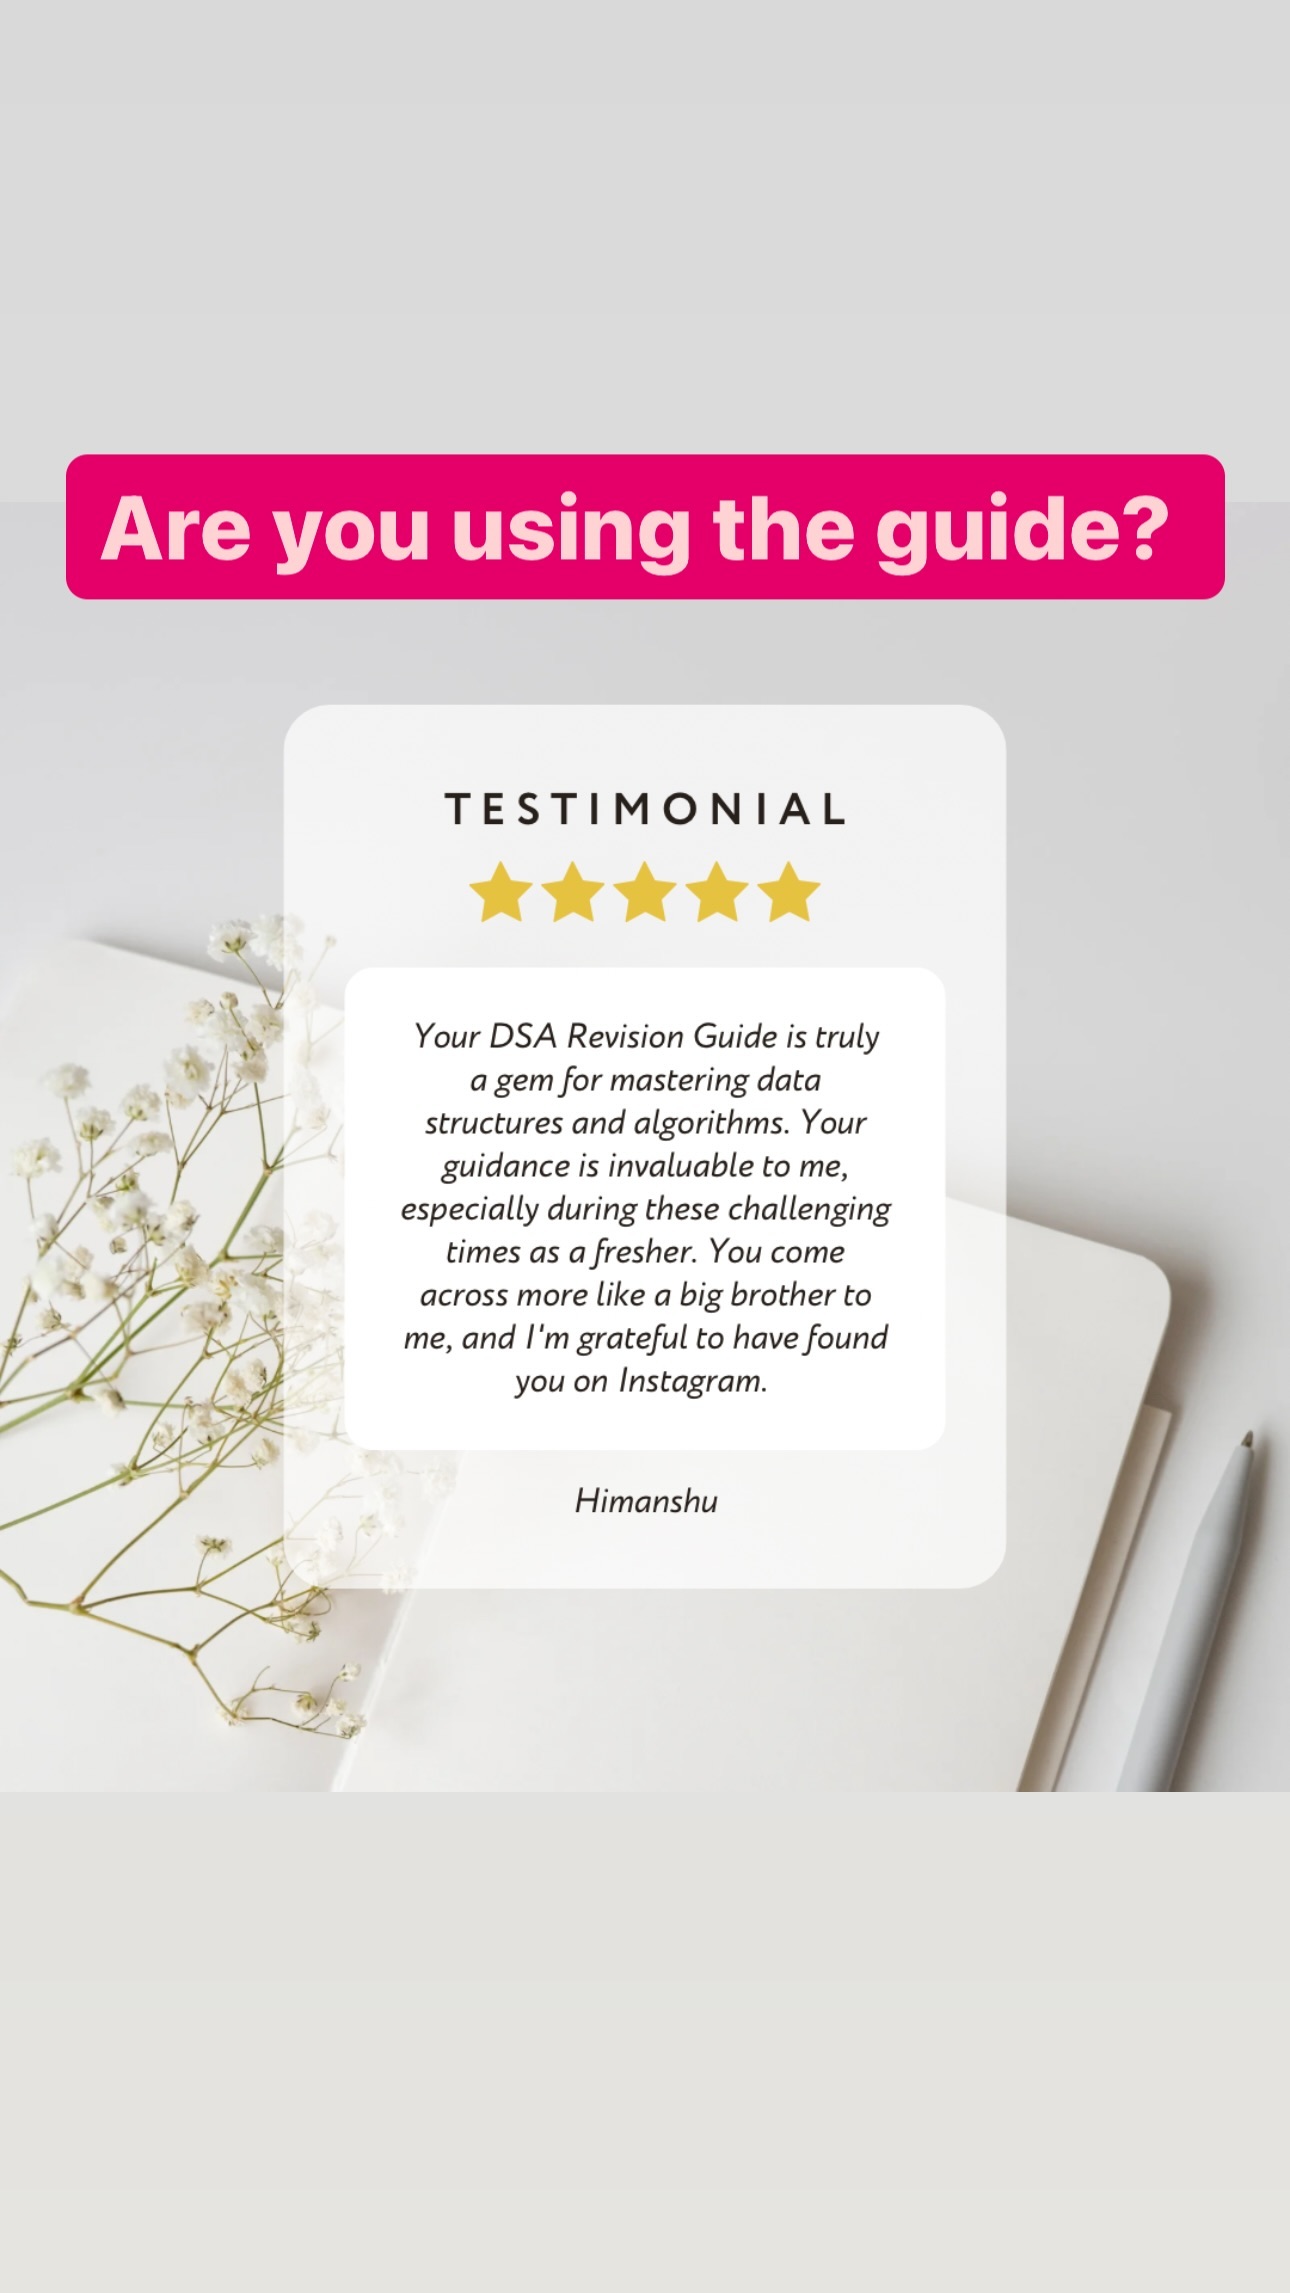 Are you using the guide?
TESTIMONIAL
Your DSA Revision Guide is truly
a gem for mastering data
structures and algorithms. Your
guidance is invaluable to me,
especially during these challenging
times as a fresher. You come
across more like a big brother to
me, and I'm grateful to have found
you on Instagram.
Himanshu